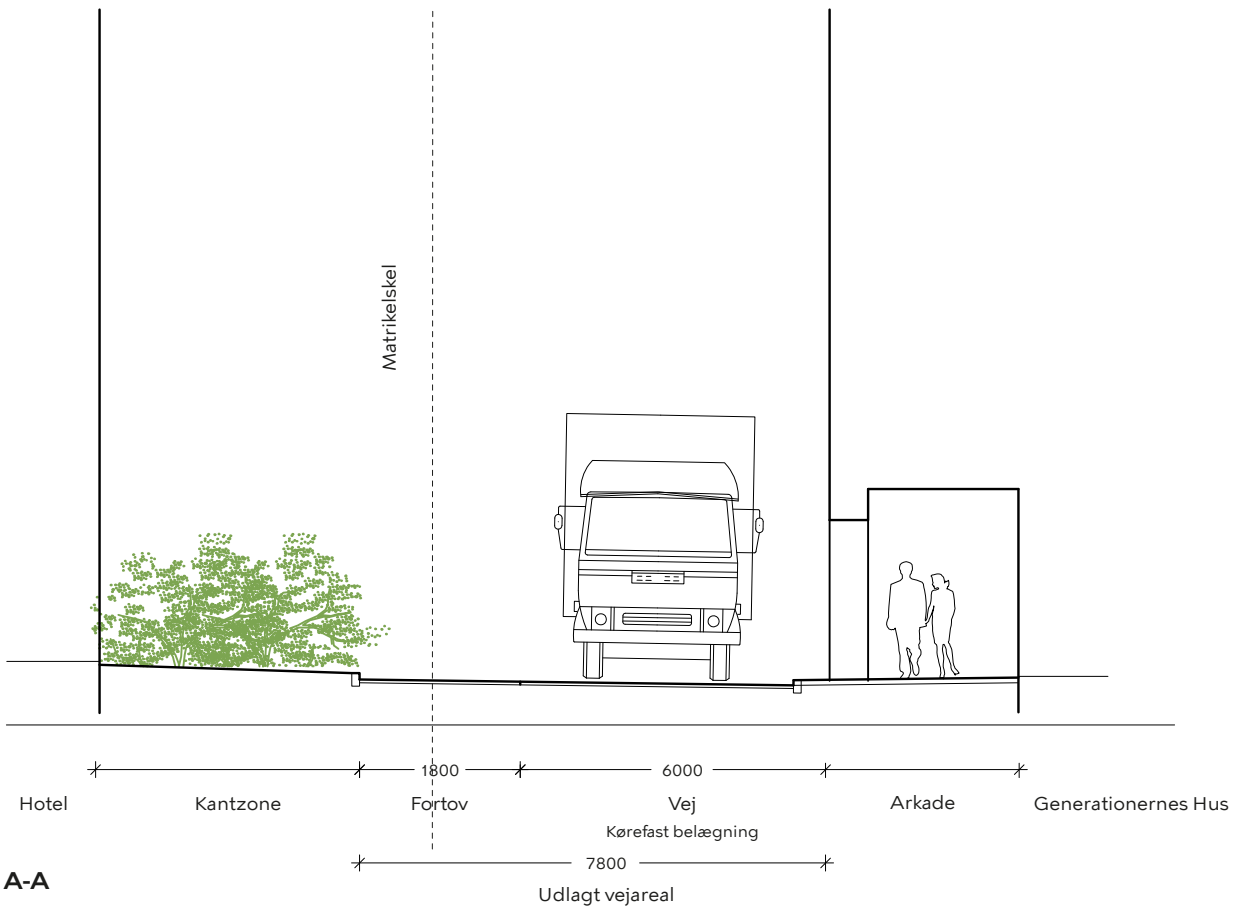 Matrikelskel
1800
6000
Hotel
Kantzone
Fortov
Vej
Arkade
Generationernes Hus
Kørefast belægning
7800
A-A
Udlagt vejareal